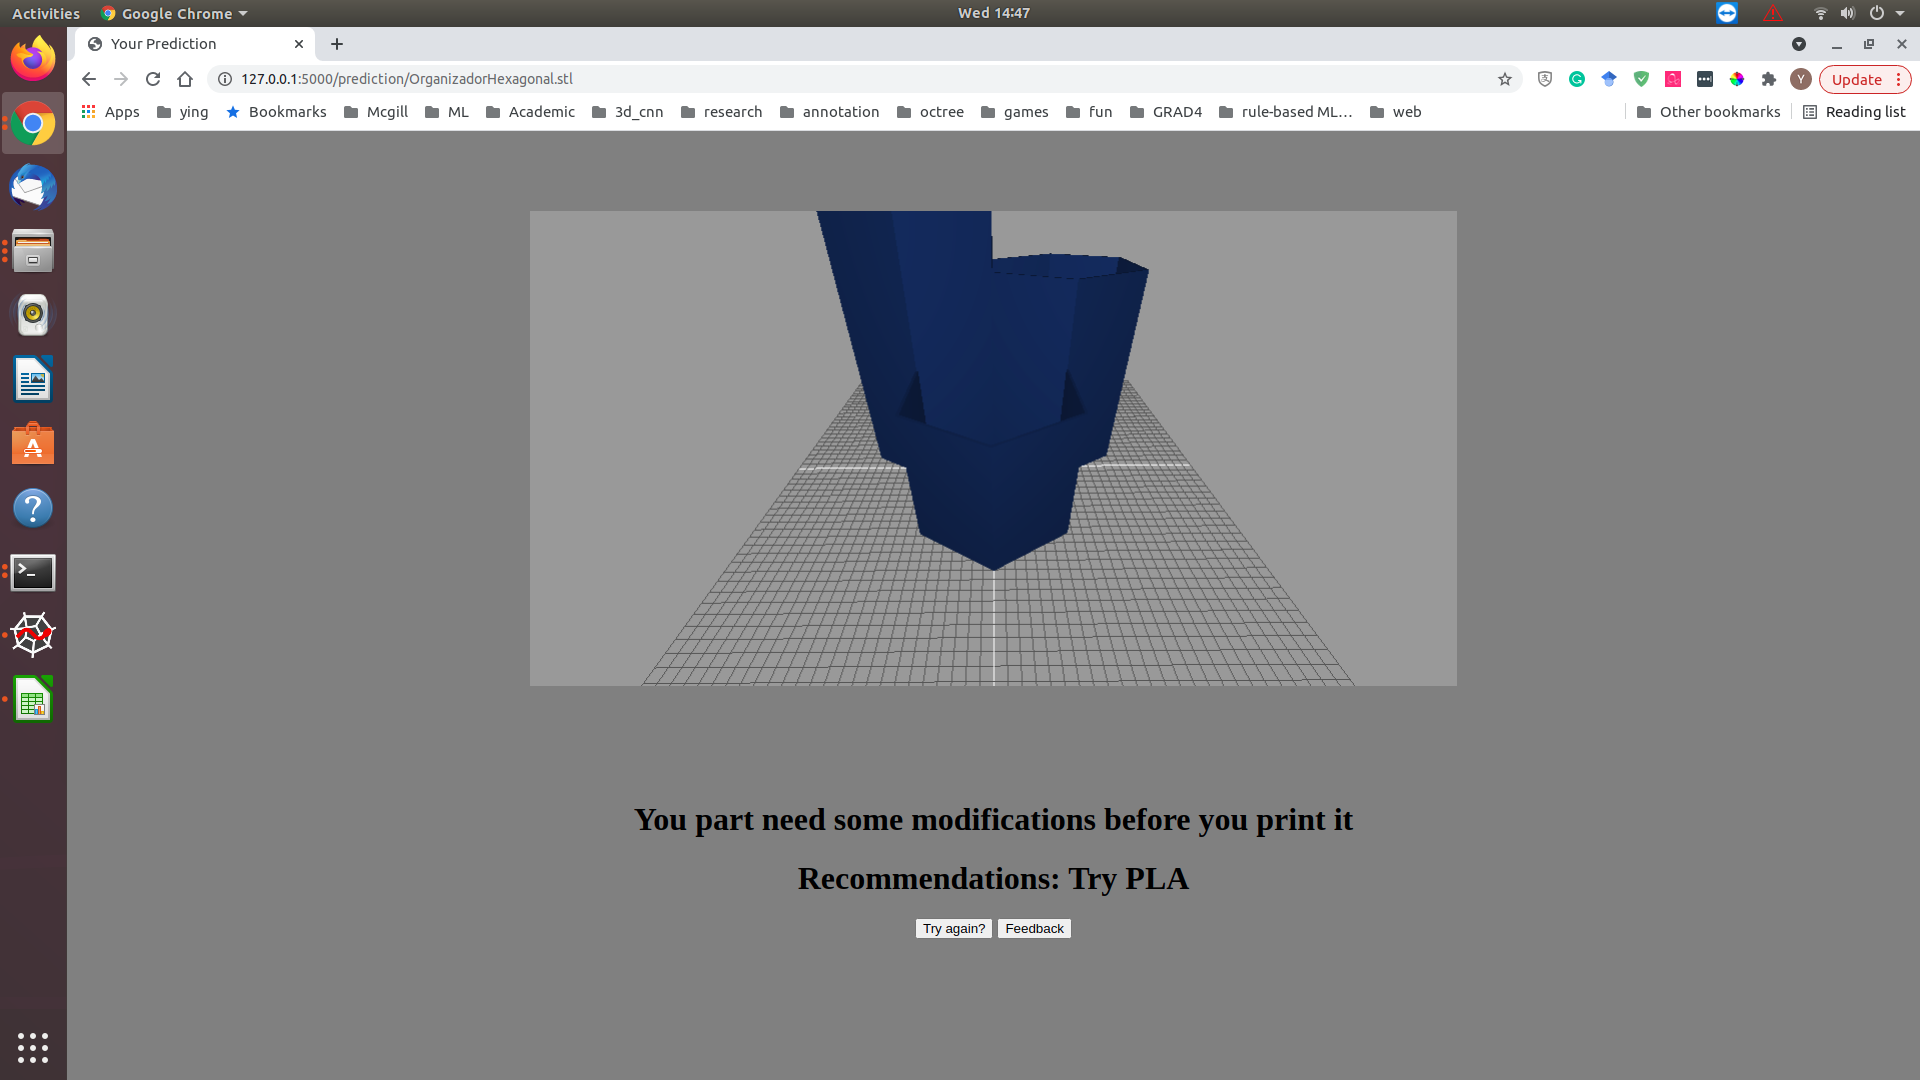 Activities Google Chrome Wed 14:47
Your Prediction
127.0.0.1:5000/prediction/OrganizadorHexagonal.stl Y Update
Apps ying Bookmarks Mcgill ML Academic 3d_cnn research annotation octree games fun GRAD4 rule-based ML… web Other bookmarks Reading list
You part need some modifications before you print it
Recommendations: Try PLA
Try again? Feedback